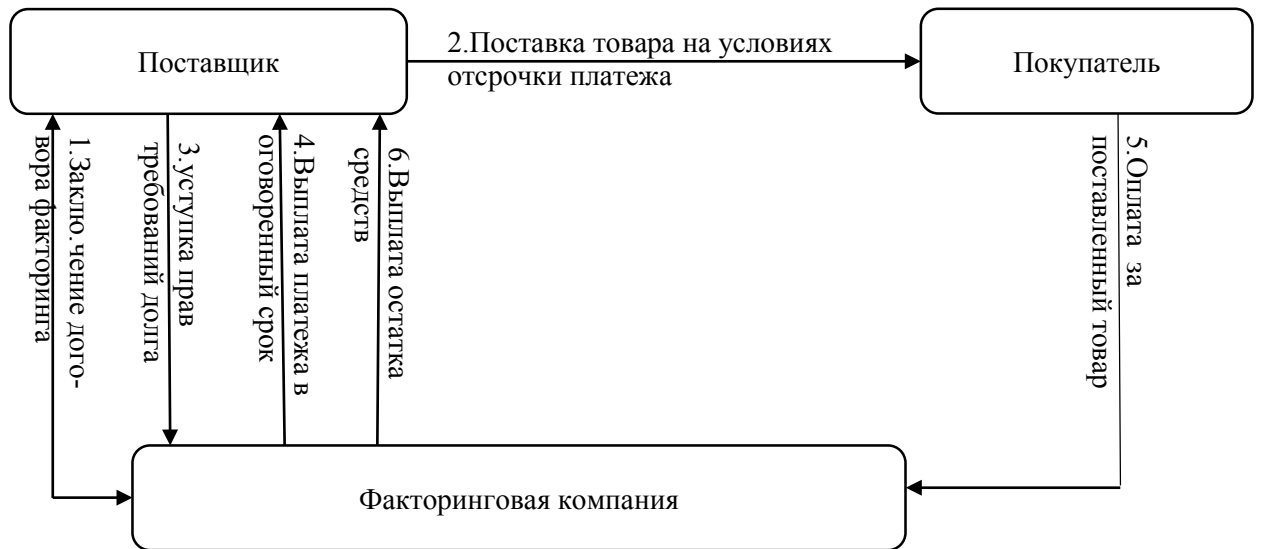 Поставщик
2.Поставка товара на условиях
отсрочки платежа
Покупатель
1.Заклю.чение дого-
вора факторинга
3.уступка прав
требований долга
4.Выплата платежа в
оговоренный срок
6.Выплата остатка
средств
5.Оплата за
поставленный товар
Факторинговая компания